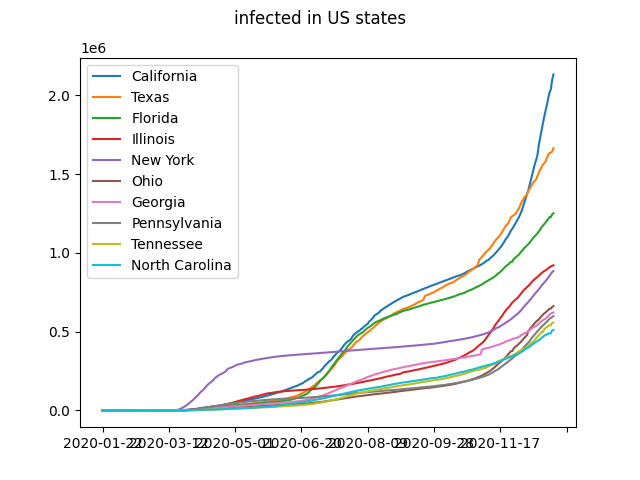 infected in US states
1e6
2.0
1.5
1.0
0.5
0.0
California
Texas
Florida
Illinois
New York
Ohio
Georgia
Pennsylvania
Tennessee
North Carolina
2020-01-22 2020-03-12 2020-05-01 2020-06-20 2020-08-09 2020-09-28 2020-11-17